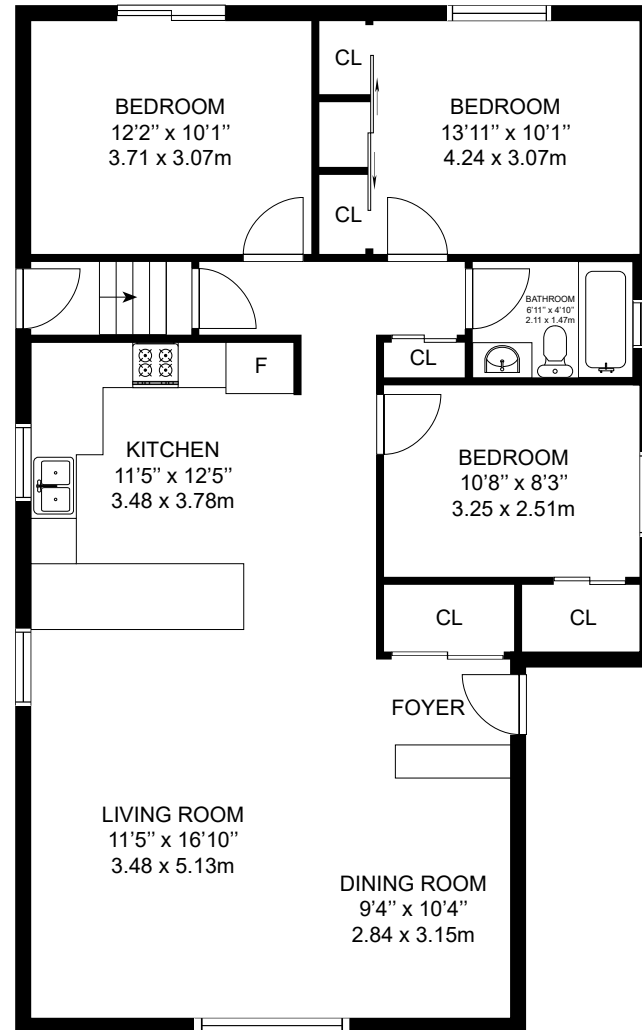 BEDROOM
12’2’’ x 10’1’’
3.71 x 3.07m
CL
CL
BEDROOM
13’11’’ x 10’1’’
4.24 x 3.07m
BATHROOM
6’11’’ x 4’10’’
2.11 x 1.47m
F
CL
KITCHEN
11’5’’ x 12’5’’
3.48 x 3.78m
BEDROOM
10’8’’ x 8’3’’
3.25 x 2.51m
CL
CL
FOYER
LIVING ROOM
11’5’’ x 16’10’’
3.48 x 5.13m
DINING ROOM
9’4’’ x 10’4’’
2.84 x 3.15m